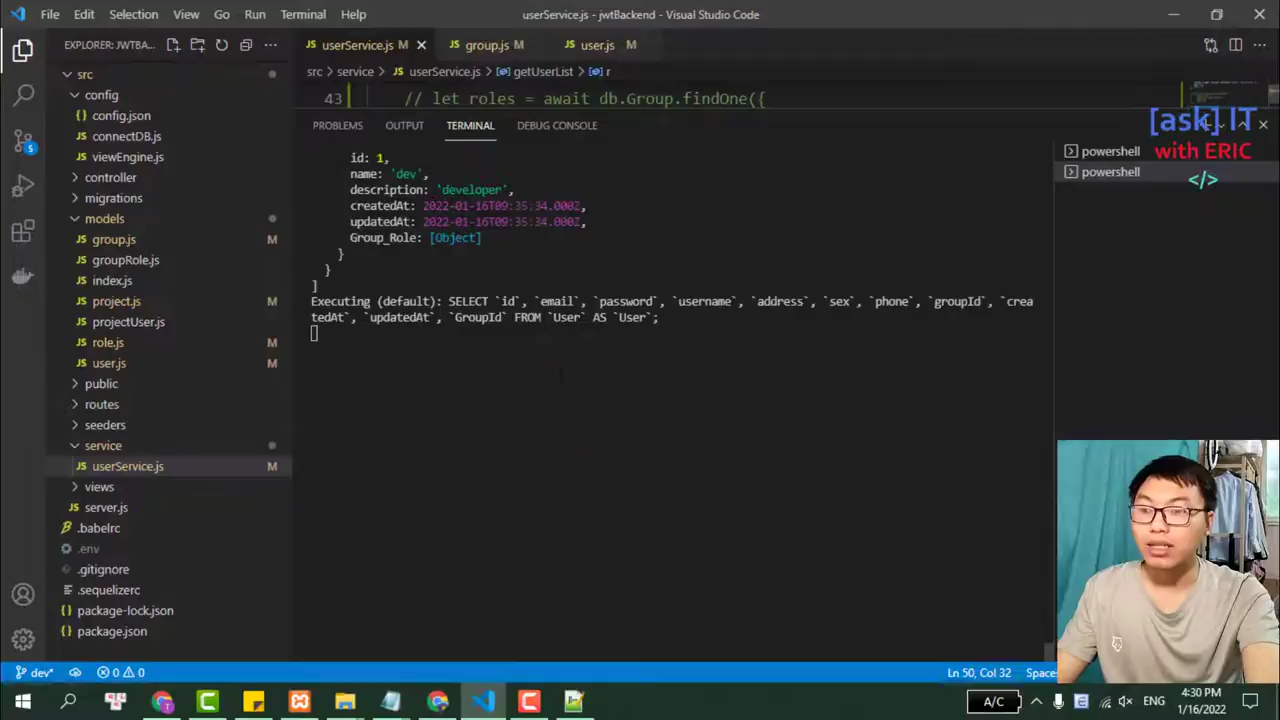 File Edit Selection View Go Run Terminal Help
userService.js - jwtBackend - Visual Studio Code
EXPLORER: JWTBA...
src
config
config.json
connectDB.js
viewEngine.js
controller
migrations
models
group.js M
groupRole.js
index.js
project.js M
projectUser.js
role.js M
user.js M
public
routes
seeders
service
userService.js M
views
server.js
.babelrc
.env
.gitignore
.sequelizerc
package-lock.json
package.json
userService.js M
group.js M
user.js M
src > service > JS userService.js > getUserList > r
43 // let roles = await db.Group.findOne({
PROBLEMS OUTPUT TERMINAL DEBUG CONSOLE
id: 1,
name: 'dev',
description: 'developer',
createdAt: 2022-01-16T09:35:34.000Z,
updatedAt: 2022-01-16T09:35:34.000Z,
Group_Role: [Object]
}
}
]
Executing (default): SELECT `id`, `email`, `password`, `username`, `address`, `sex`, `phone`, `groupId`, `crea
tedAt`, `updatedAt`, `GroupId` FROM `User` AS `User`;
powershell
powershell
[ask] IT
with ERIC
</>
dev* 0 0
Ln 50, Col 32
A/C
ENG
4:30 PM
1/16/2022